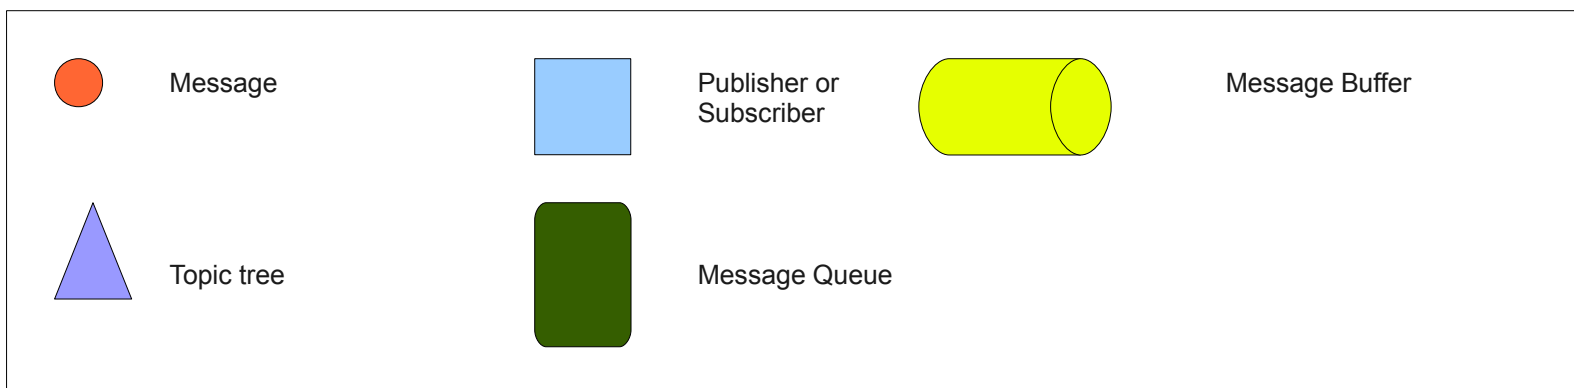 Message
Publisher or
Subscriber
Message Buffer
Topic tree
Message Queue